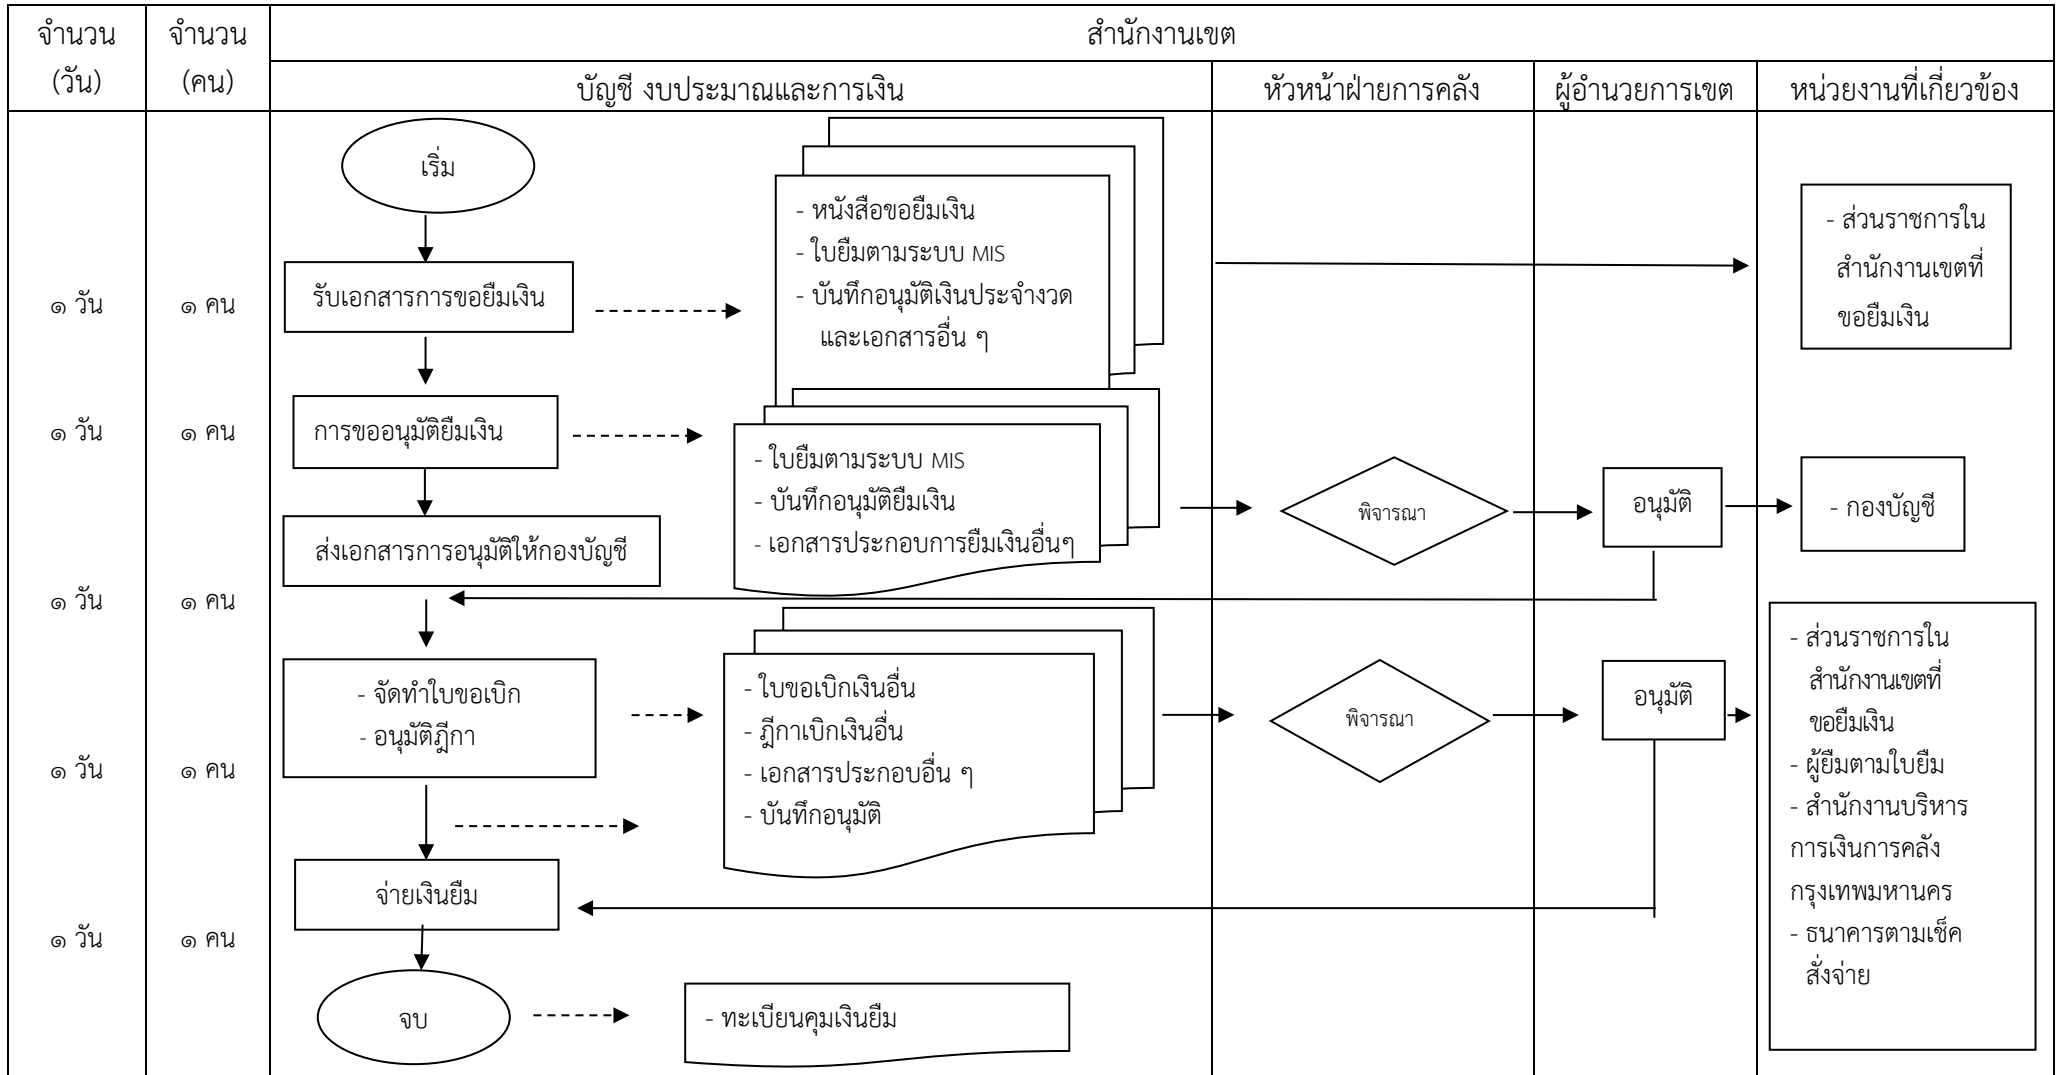 จำนวน
(วัน)
จำนวน
(คน)
สำนักงานเขต
บัญชี งบประมาณและการเงิน
หัวหน้าฝ่ายการคลัง
ผู้อำนวยการเขต
หน่วยงานที่เกี่ยวข้อง
เริ่ม
- หนังสือขอยืมเงิน
- ใบยืมตามระบบ MIS
- บันทึกอนุมัติเงินประจำงวด
และเอกสารอื่น ๆ
- ส่วนราชการใน
สำนักงานเขตที่
ขอยืมเงิน
๑ วัน
๑ คน
รับเอกสารการขอยืมเงิน
๑ วัน
๑ คน
การขออนุมัติยืมเงิน
- ใบยืมตามระบบ MIS
- บันทึกอนุมัติยืมเงิน
- เอกสารประกอบการยืมเงินอื่นๆ
พิจารณา
อนุมัติ
- กองบัญชี
ส่งเอกสารการอนุมัติให้กองบัญชี
๑ วัน
๑ คน
- จัดทำใบขอเบิก
- อนุมัติฎีกา
- ใบขอเบิกเงินอื่น
- ฎีกาเบิกเงินอื่น
- เอกสารประกอบอื่น ๆ
- บันทึกอนุมัติ
พิจารณา
อนุมัติ
- ส่วนราชการใน
สำนักงานเขตที่
ขอยืมเงิน
- ผู้ยืมตามใบยืม
- สำนักงานบริหาร
การเงินการคลัง
กรุงเทพมหานคร
- ธนาคารตามเช็ค
สั่งจ่าย
๑ วัน
๑ คน
จ่ายเงินยืม
๑ วัน
๑ คน
จบ
- ทะเบียนคุมเงินยืม